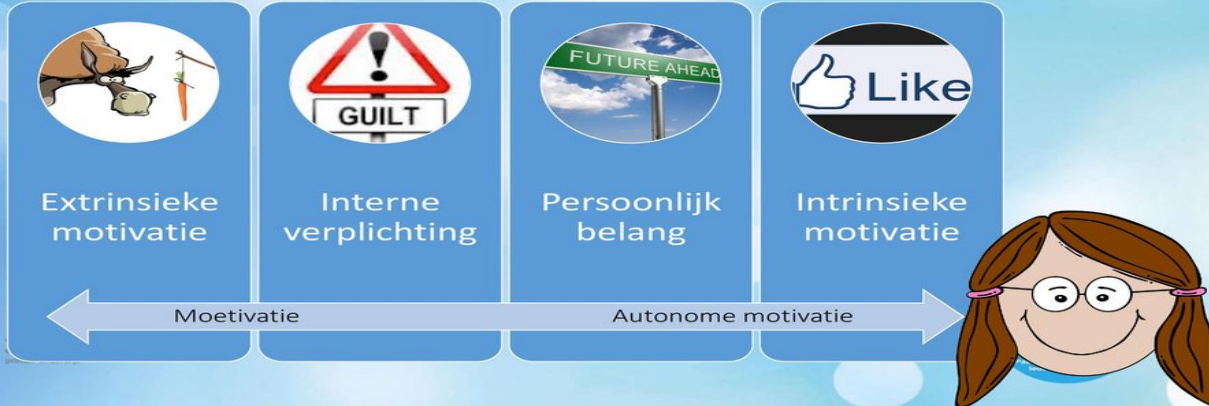 GUILT
FUTURE AHEAD
Like
Extrinsieke
motivatie
Interne
verplichting
Persoonlijk
belang
Intrinsieke
motivatie
Moetivatie
Autonome motivatie